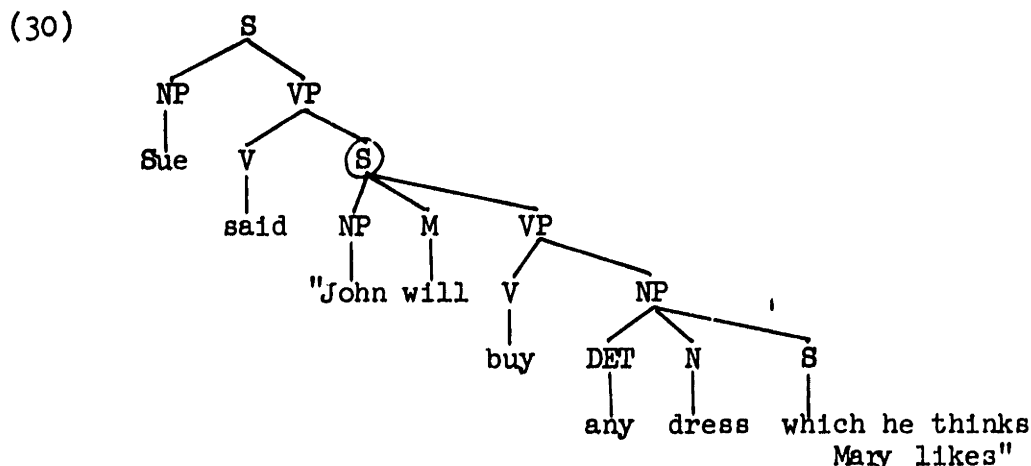 (30) S
NP VP
Sue V S
said NP M VP
"John will V NP
buy DET N S
any dress which he thinks
Mary likes"